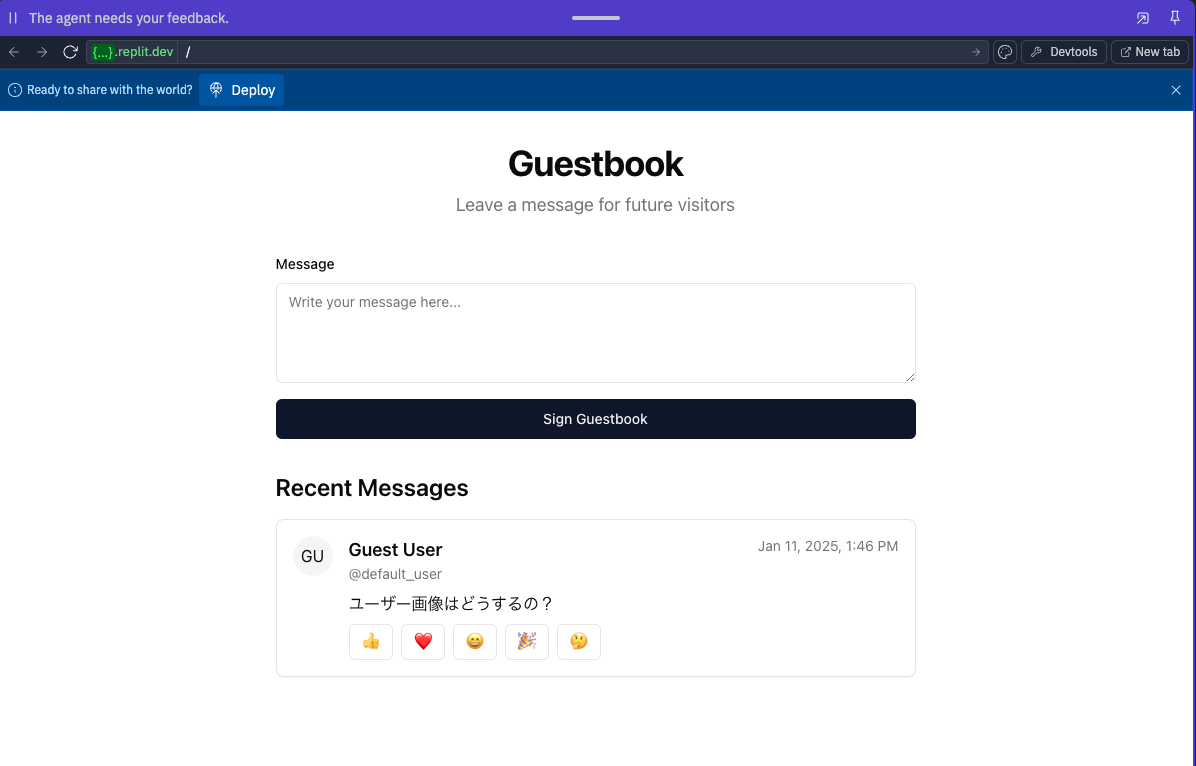 The agent needs your feedback.
{...}.replit.dev /
Devtools
New tab
Ready to share with the world?
Deploy
Guestbook
Leave a message for future visitors
Message
Write your message here...
Sign Guestbook
Recent Messages
GU
Guest User
Jan 11, 2025, 1:46 PM
@default_user
ユーザー画像はどうするの？